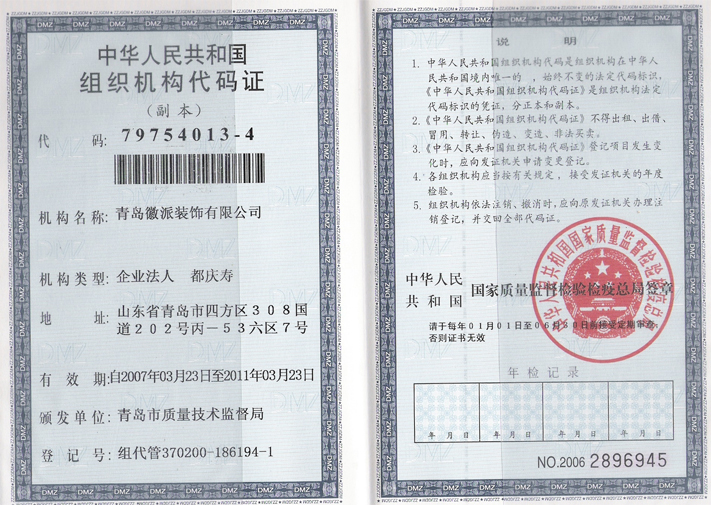 中华人民共和国
组织机构代码证
（副本）
代 码: 79754013-4
机构名称: 青岛徽派装饰有限公司
机构类型: 企业法人 都庆寿
地 址: 山东省青岛市四方区３０８国
道２０２号丙－５３六区７号
有 效 期:自2007年03月23日至2011年03月23日
颁发单位: 青岛市质量技术监督局
登 记 号: 组代管370200-186194-1
说 明
1. 中华人民共和国组织机构代码是组织机构在中华人
民共和国境内唯一的 ，始终不变的法定代码标识，
《中华人民共和国组织机构代码证》是组织机构法定
代码标识的凭证，分正本和副本。
2. 《中华人民共和国组织机构代码证》不得出租、出借、
冒用、转让、伪造、变造、非法买卖。
3. 《中华人民共和国组织机构代码证》登记项目发生变
化时，应向发证机关申请变更登记。
4. 各组织机构应当按有关规定 ，接受发证机关的年度
检验。
5. 组织机构依法注销、撤消时，应向原发证机关办理注
销登记，并交回全部代码证。
中华人民
共和国 国家质量监督检验检疫总局签章
请于每年０１月０１日至０６月３０日前接受定期审查
否则证书无效
年检记录
年 月 日 年 月 日 年 月 日 年 月 日
NO.2006 2896945